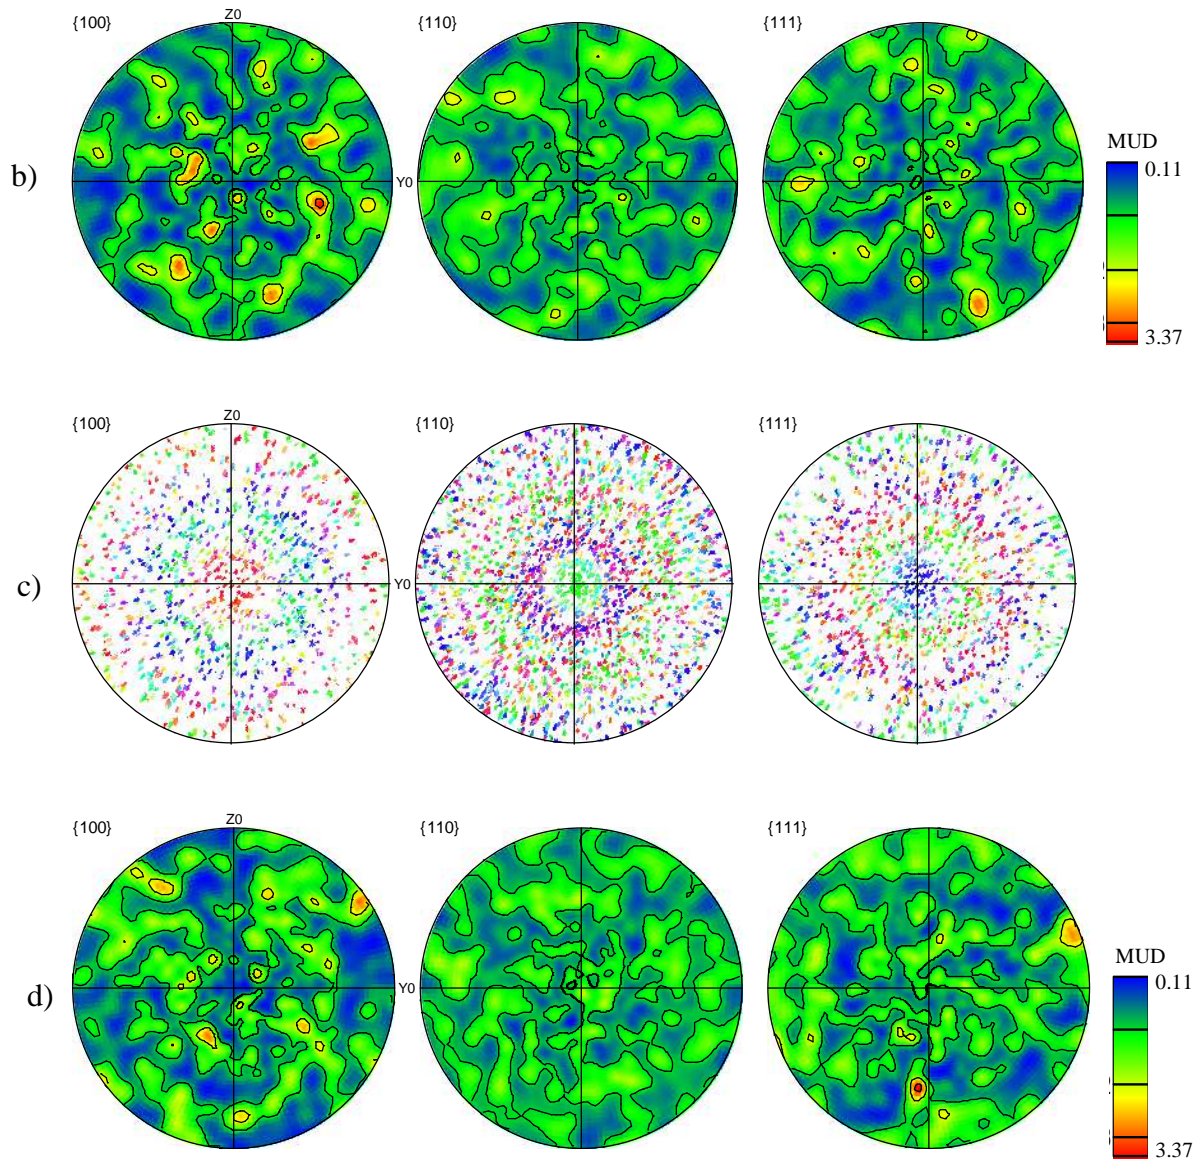 {100} Z0 {110} {111}
MUD
b) Y0 0.11
3.37
{100} Z0 {110} {111}
c) Y0
{100} Z0 {110} {111}
MUD
d) Y0 0.11
3.37